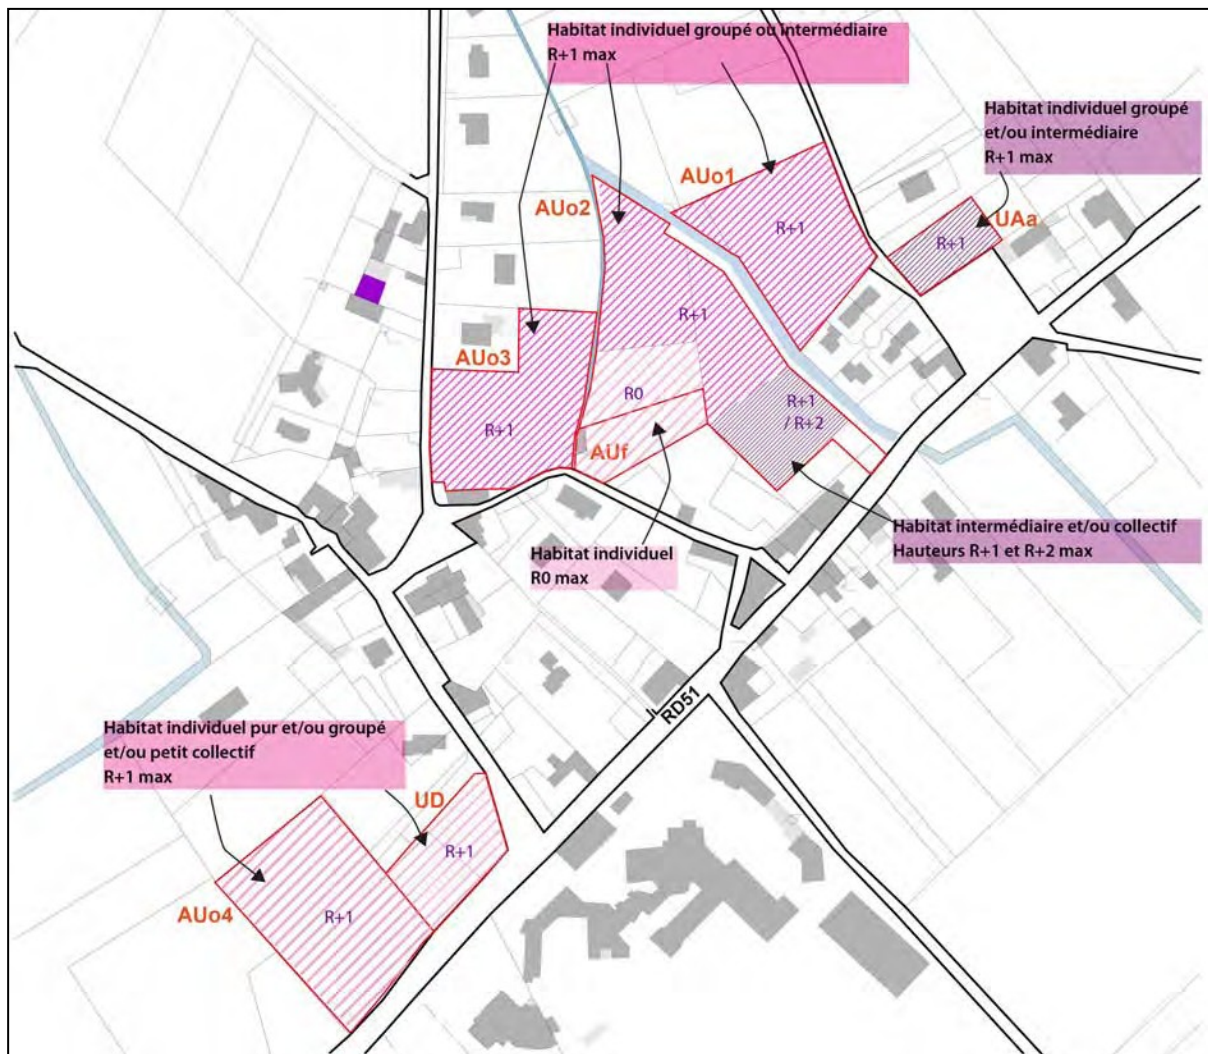 Habitat individuel groupé ou intermédiaire
R+1 max
Habitat individuel groupé
et/ou intermédiaire
R+1 max
AUo1
AUo2
UAa
R+1
R+1
R+1
AUo3
R0
R+1
/ R+2
R+1
AUf
Habitat intermédiaire et/ou collectif
Hauteurs R+1 et R+2 max
Habitat individuel
R0 max
RD51
Habitat individuel pur et/ou groupé
et/ou petit collectif
R+1 max
UD
R+1
AUo4
R+1